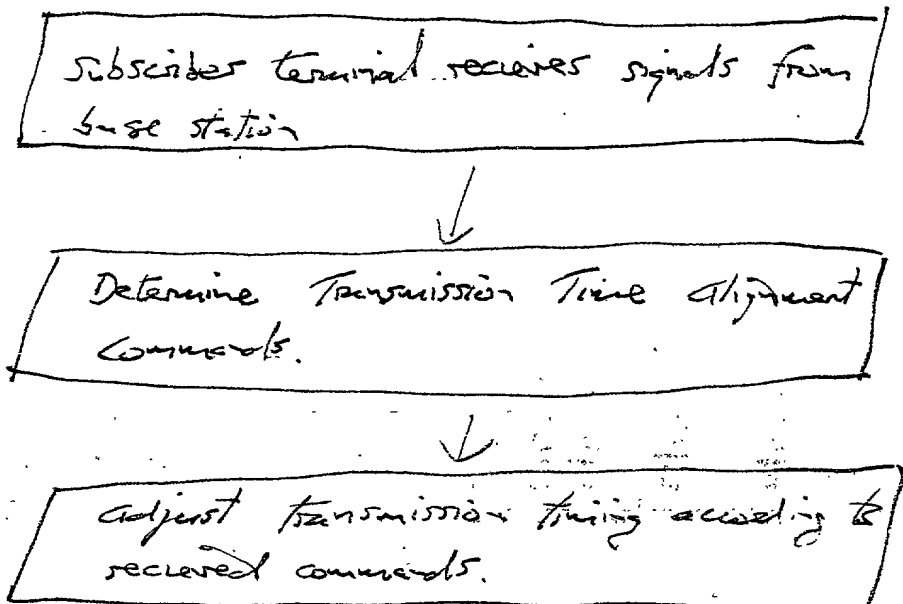 Subscriber terminal recieves signals from
base station
Determine Transmission Time Alignment
Commands.
Adjust transmission timing according to
recieved commands.